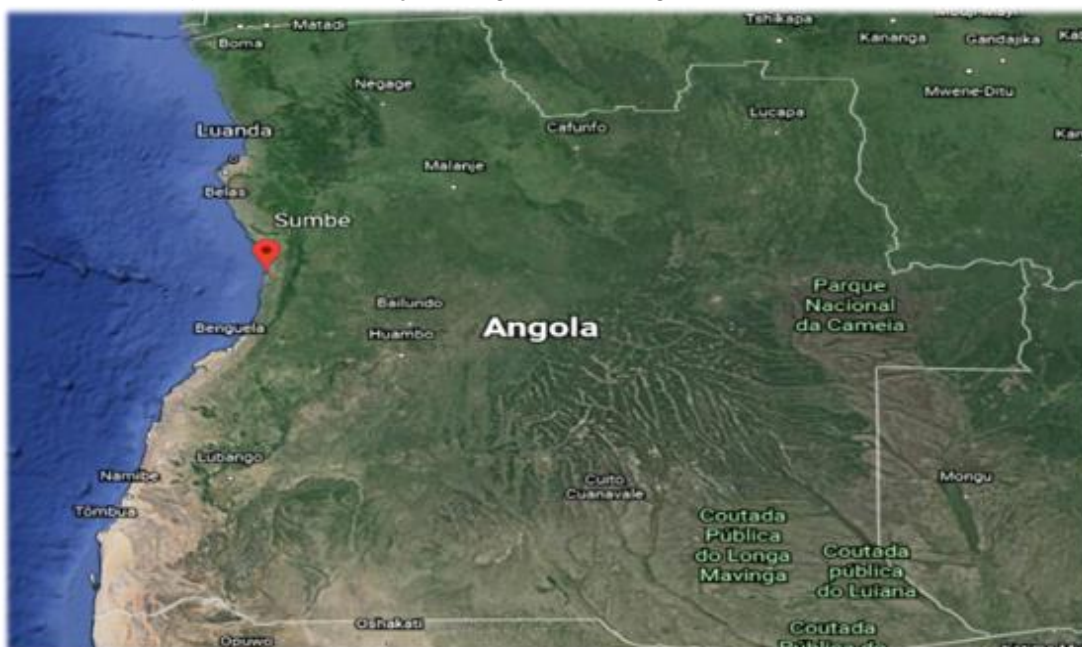 Matadi
Tshikapa
Boma
Kananga
Gandajika
Negage
Mwene-Ditu
Lucapa
Luanda
Cafunfo
Malanje
Belas
Sumbe
Parque
Nacional
da Cameia
Bailundo
Benguela
Angola
Huambo
Lubango
Namibe
Cuito
Cuanavale
Mongu
Tômbua
Coutada
Pública
do Longa
Mavinga
Coutada
pública
do Luiana
Oshakati
Coutada
Opuwo